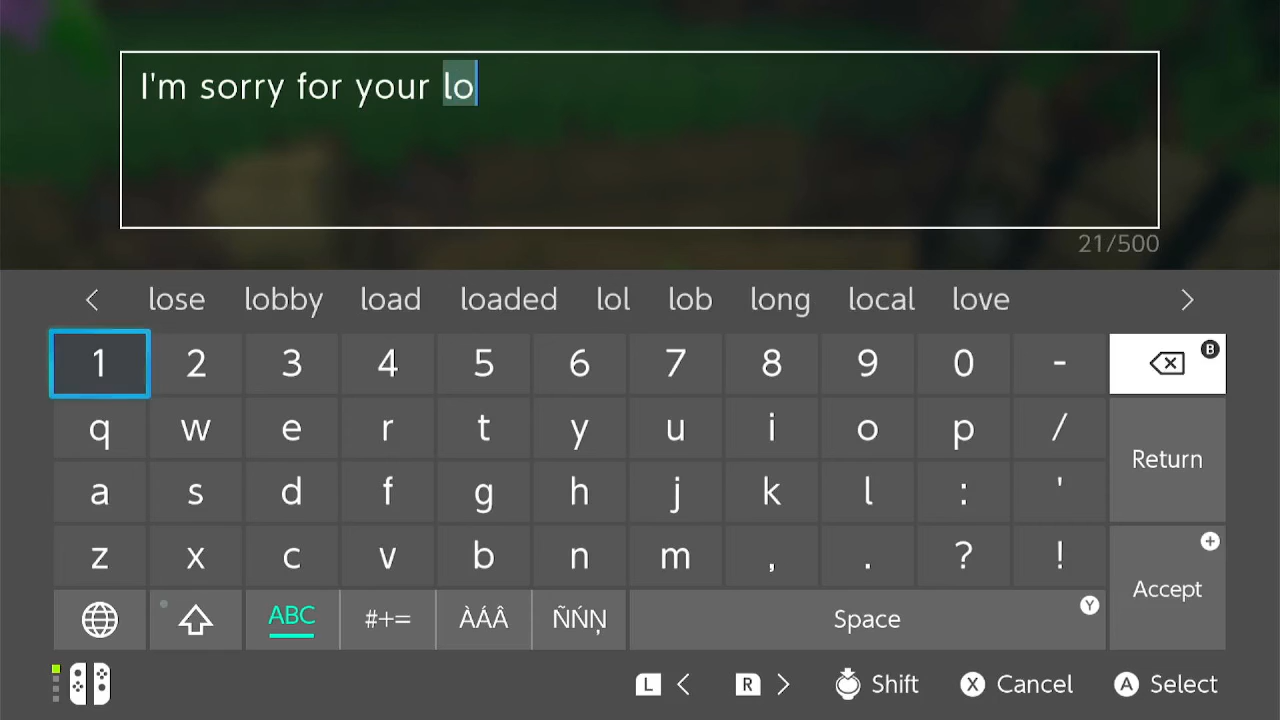 I'm sorry for your lo
21/500
< lose lobby load loaded lol lob long local love >
1 2 3 4 5 6 7 8 9 0 - B
q w e r t y u i o p / Return
a s d f g h j k l : '
z x c v b n m , . ? ! + Accept
ABC #+= ÀÁÂ ÑŃŅ Space Y
L < R > Shift X Cancel A Select